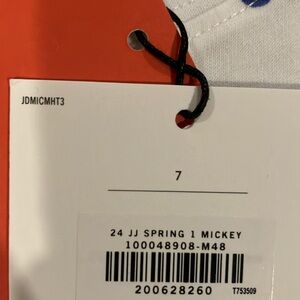 JDMICMHT3
7
24 JJ SPRING 1 MICKEY
100048908-M48
200628260
T753509